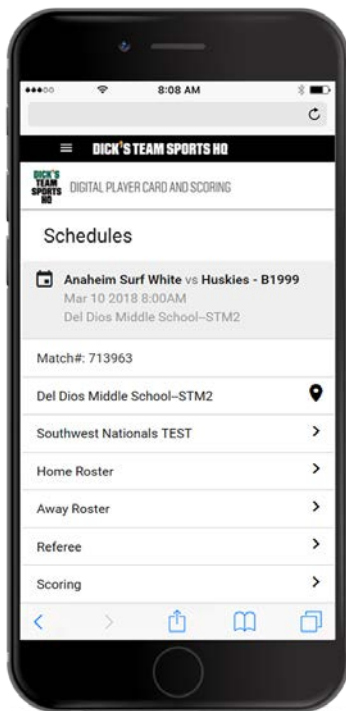 8:08 AM
DICK'S TEAM SPORTS HQ
DICK'S
TEAM
SPORTS
HQ
DIGITAL PLAYER CARD AND SCORING
Schedules
Anaheim Surf White vs Huskies - B1999
Mar 10 2018 8:00AM
Del Dios Middle School--STM2
Match#: 713963
Del Dios Middle School--STM2
Southwest Nationals TEST
Home Roster
Away Roster
Referee
Scoring